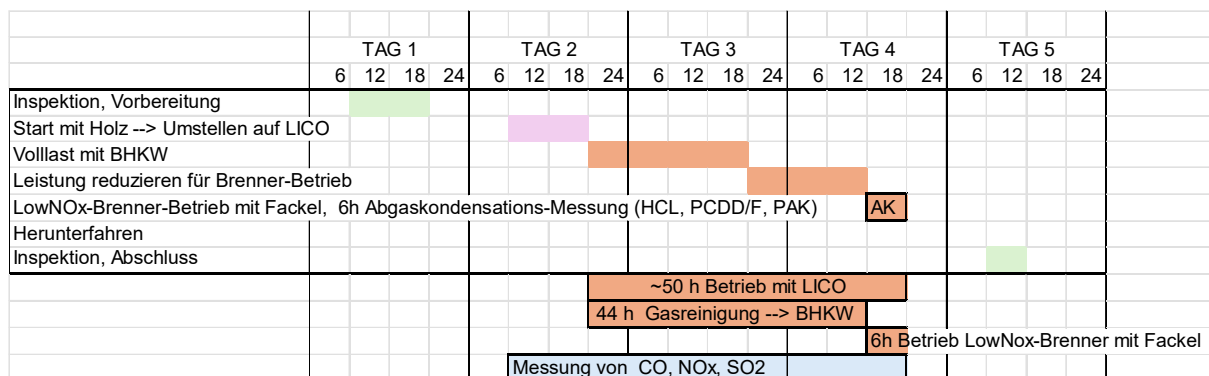 TAG 1 TAG 2 TAG 3 TAG 4 TAG 5
6 12 18 24 6 12 18 24 6 12 18 24 6 12 18 24 6 12 18 24
Inspektion, Vorbereitung
Start mit Holz --> Umstellen auf LICO
Volllast mit BHKW
Leistung reduzieren für Brenner-Betrieb
LowNOx-Brenner-Betrieb mit Fackel, 6h Abgaskondensations-Messung (HCL, PCDD/F, PAK) AK
Herunterfahren
Inspektion, Abschluss
~50 h Betrieb mit LICO
44 h Gasreinigung --> BHKW
6h Betrieb LowNox-Brenner mit Fackel
Messung von CO, NOx, SO2